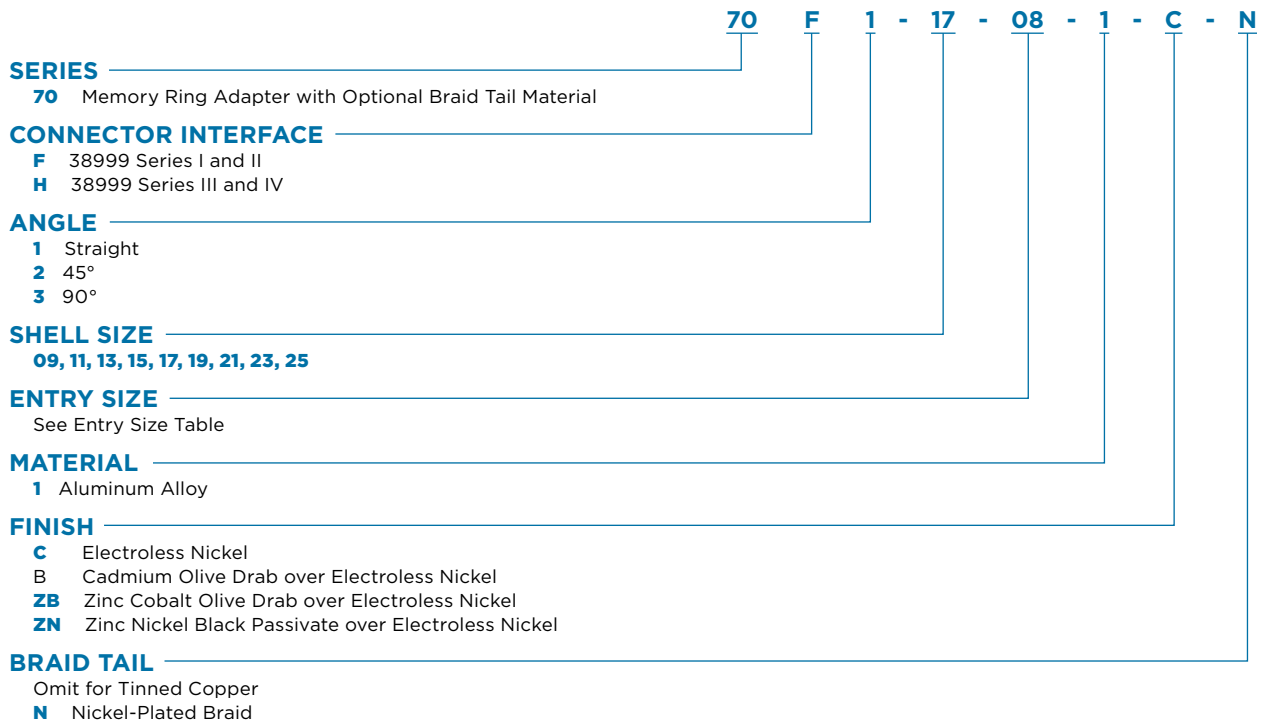 70 F 1 - 17 - 08 - 1 - C - N
SERIES
70 Memory Ring Adapter with Optional Braid Tail Material
CONNECTOR INTERFACE
F 38999 Series I and II
H 38999 Series III and IV
ANGLE
1 Straight
2 45°
3 90°
SHELL SIZE
09, 11, 13, 15, 17, 19, 21, 23, 25
ENTRY SIZE
See Entry Size Table
MATERIAL
1 Aluminum Alloy
FINISH
C Electroless Nickel
B Cadmium Olive Drab over Electroless Nickel
ZB Zinc Cobalt Olive Drab over Electroless Nickel
ZN Zinc Nickel Black Passivate over Electroless Nickel
BRAID TAIL
Omit for Tinned Copper
N Nickel-Plated Braid